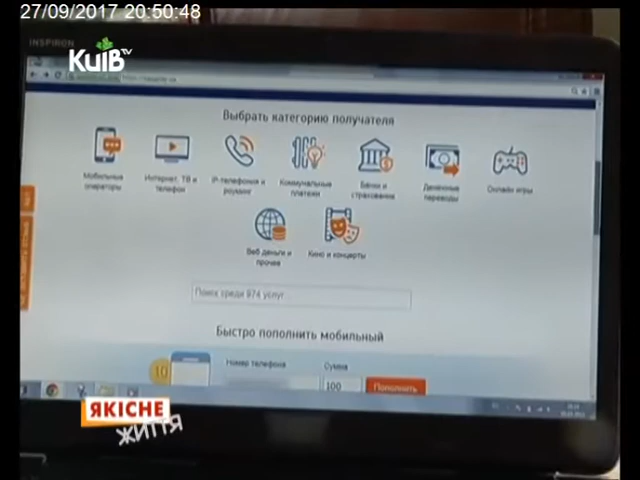 27/09/2017 20:50:48
INSPIRON
КиїВ TV
Выбрать категорию получателя
Мобильные операторы
Интернет, ТВ и телефон
IP-телефония и роуминг
Коммунальные платежи
Банки и страхование
Денежные переводы
Онлайн игры
Веб деньги и прочее
Кино и концерты
Поиск среди 974 услуг
Быстро пополнить мобильный
Номер телефона
Сумма
10
100
Пополнить
ЯКІСНЕ
ЖИТТЯ